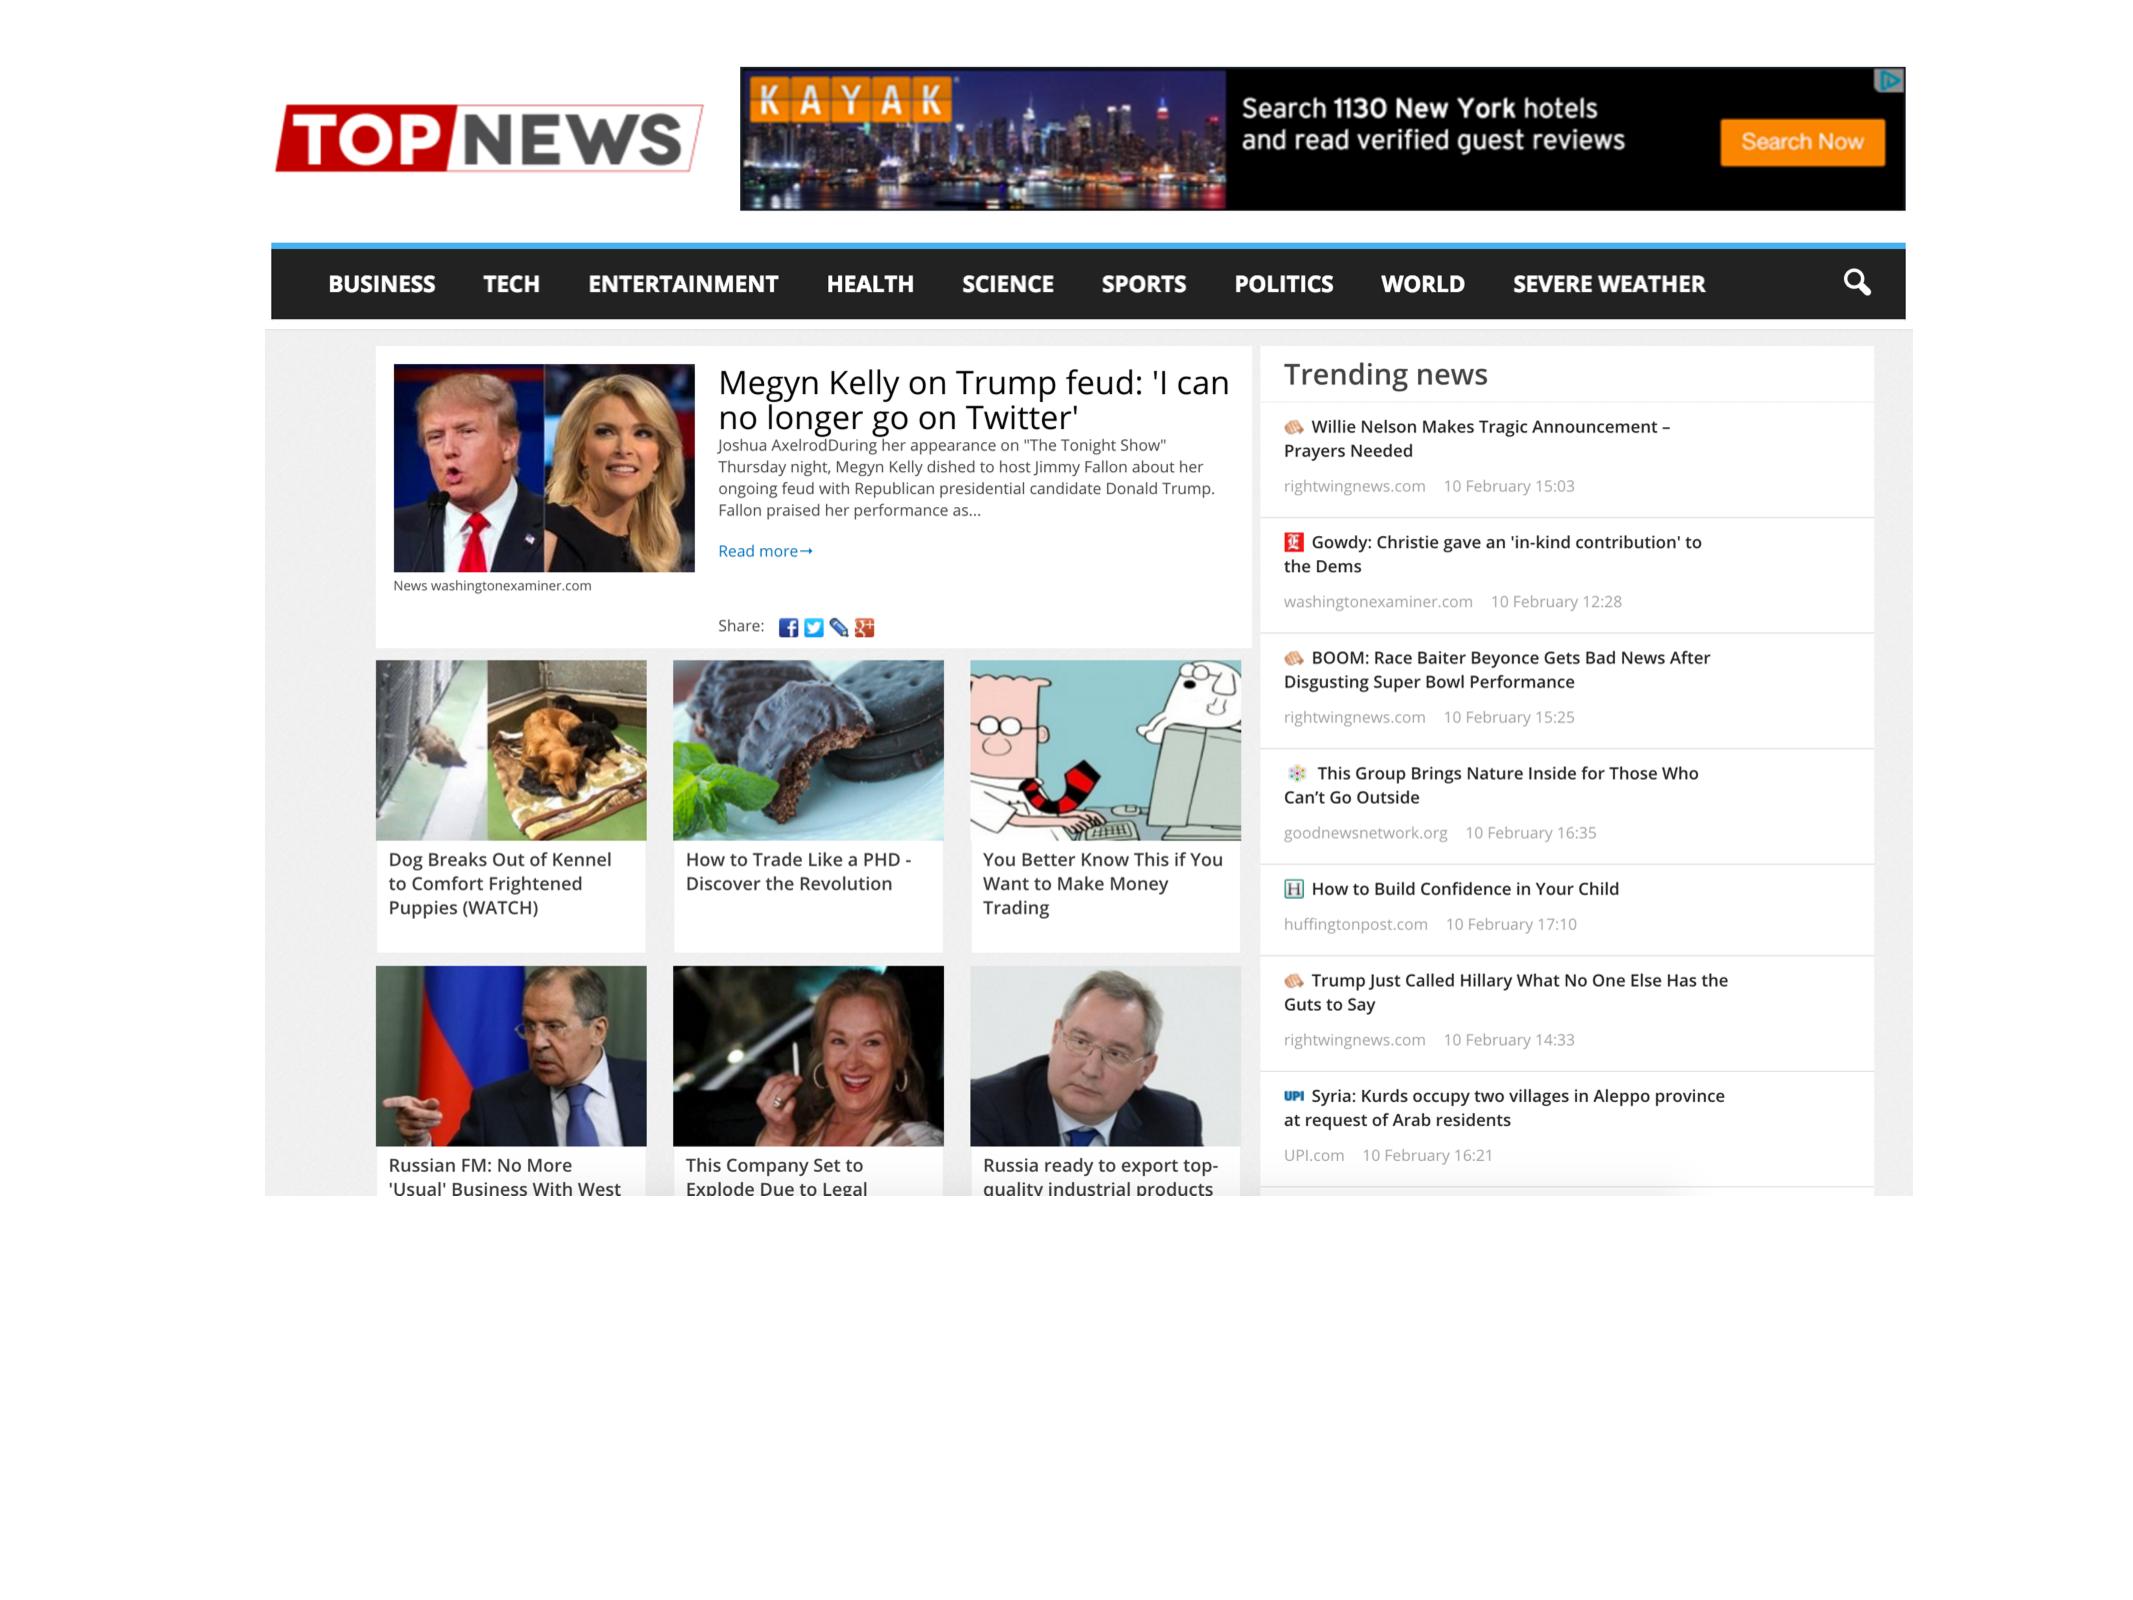 TOPNEWS
KAYAK
Search 1130 New York hotels
and read verified guest reviews
Search Now
BUSINESS TECH ENTERTAINMENT HEALTH SCIENCE SPORTS POLITICS WORLD SEVERE WEATHER
Megyn Kelly on Trump feud: 'I can
no longer go on Twitter'
Joshua AxelrodDuring her appearance on "The Tonight Show"
Thursday night, Megyn Kelly dished to host Jimmy Fallon about her
ongoing feud with Republican presidential candidate Donald Trump.
Fallon praised her performance as...
Read more→
News washingtonexaminer.com
Share:
Dog Breaks Out of Kennel
to Comfort Frightened
Puppies (WATCH)
How to Trade Like a PHD -
Discover the Revolution
You Better Know This if You
Want to Make Money
Trading
Russian FM: No More
'Usual' Business With West
This Company Set to
Explode Due to Legal
Russia ready to export top-
quality industrial products
Trending news
Willie Nelson Makes Tragic Announcement –
Prayers Needed
rightwingnews.com 10 February 15:03
Gowdy: Christie gave an 'in-kind contribution' to
the Dems
washingtonexaminer.com 10 February 12:28
BOOM: Race Baiter Beyonce Gets Bad News After
Disgusting Super Bowl Performance
rightwingnews.com 10 February 15:25
This Group Brings Nature Inside for Those Who
Can’t Go Outside
goodnewsnetwork.org 10 February 16:35
H How to Build Confidence in Your Child
huffingtonpost.com 10 February 17:10
Trump Just Called Hillary What No One Else Has the
Guts to Say
rightwingnews.com 10 February 14:33
UPI Syria: Kurds occupy two villages in Aleppo province
at request of Arab residents
UPI.com 10 February 16:21